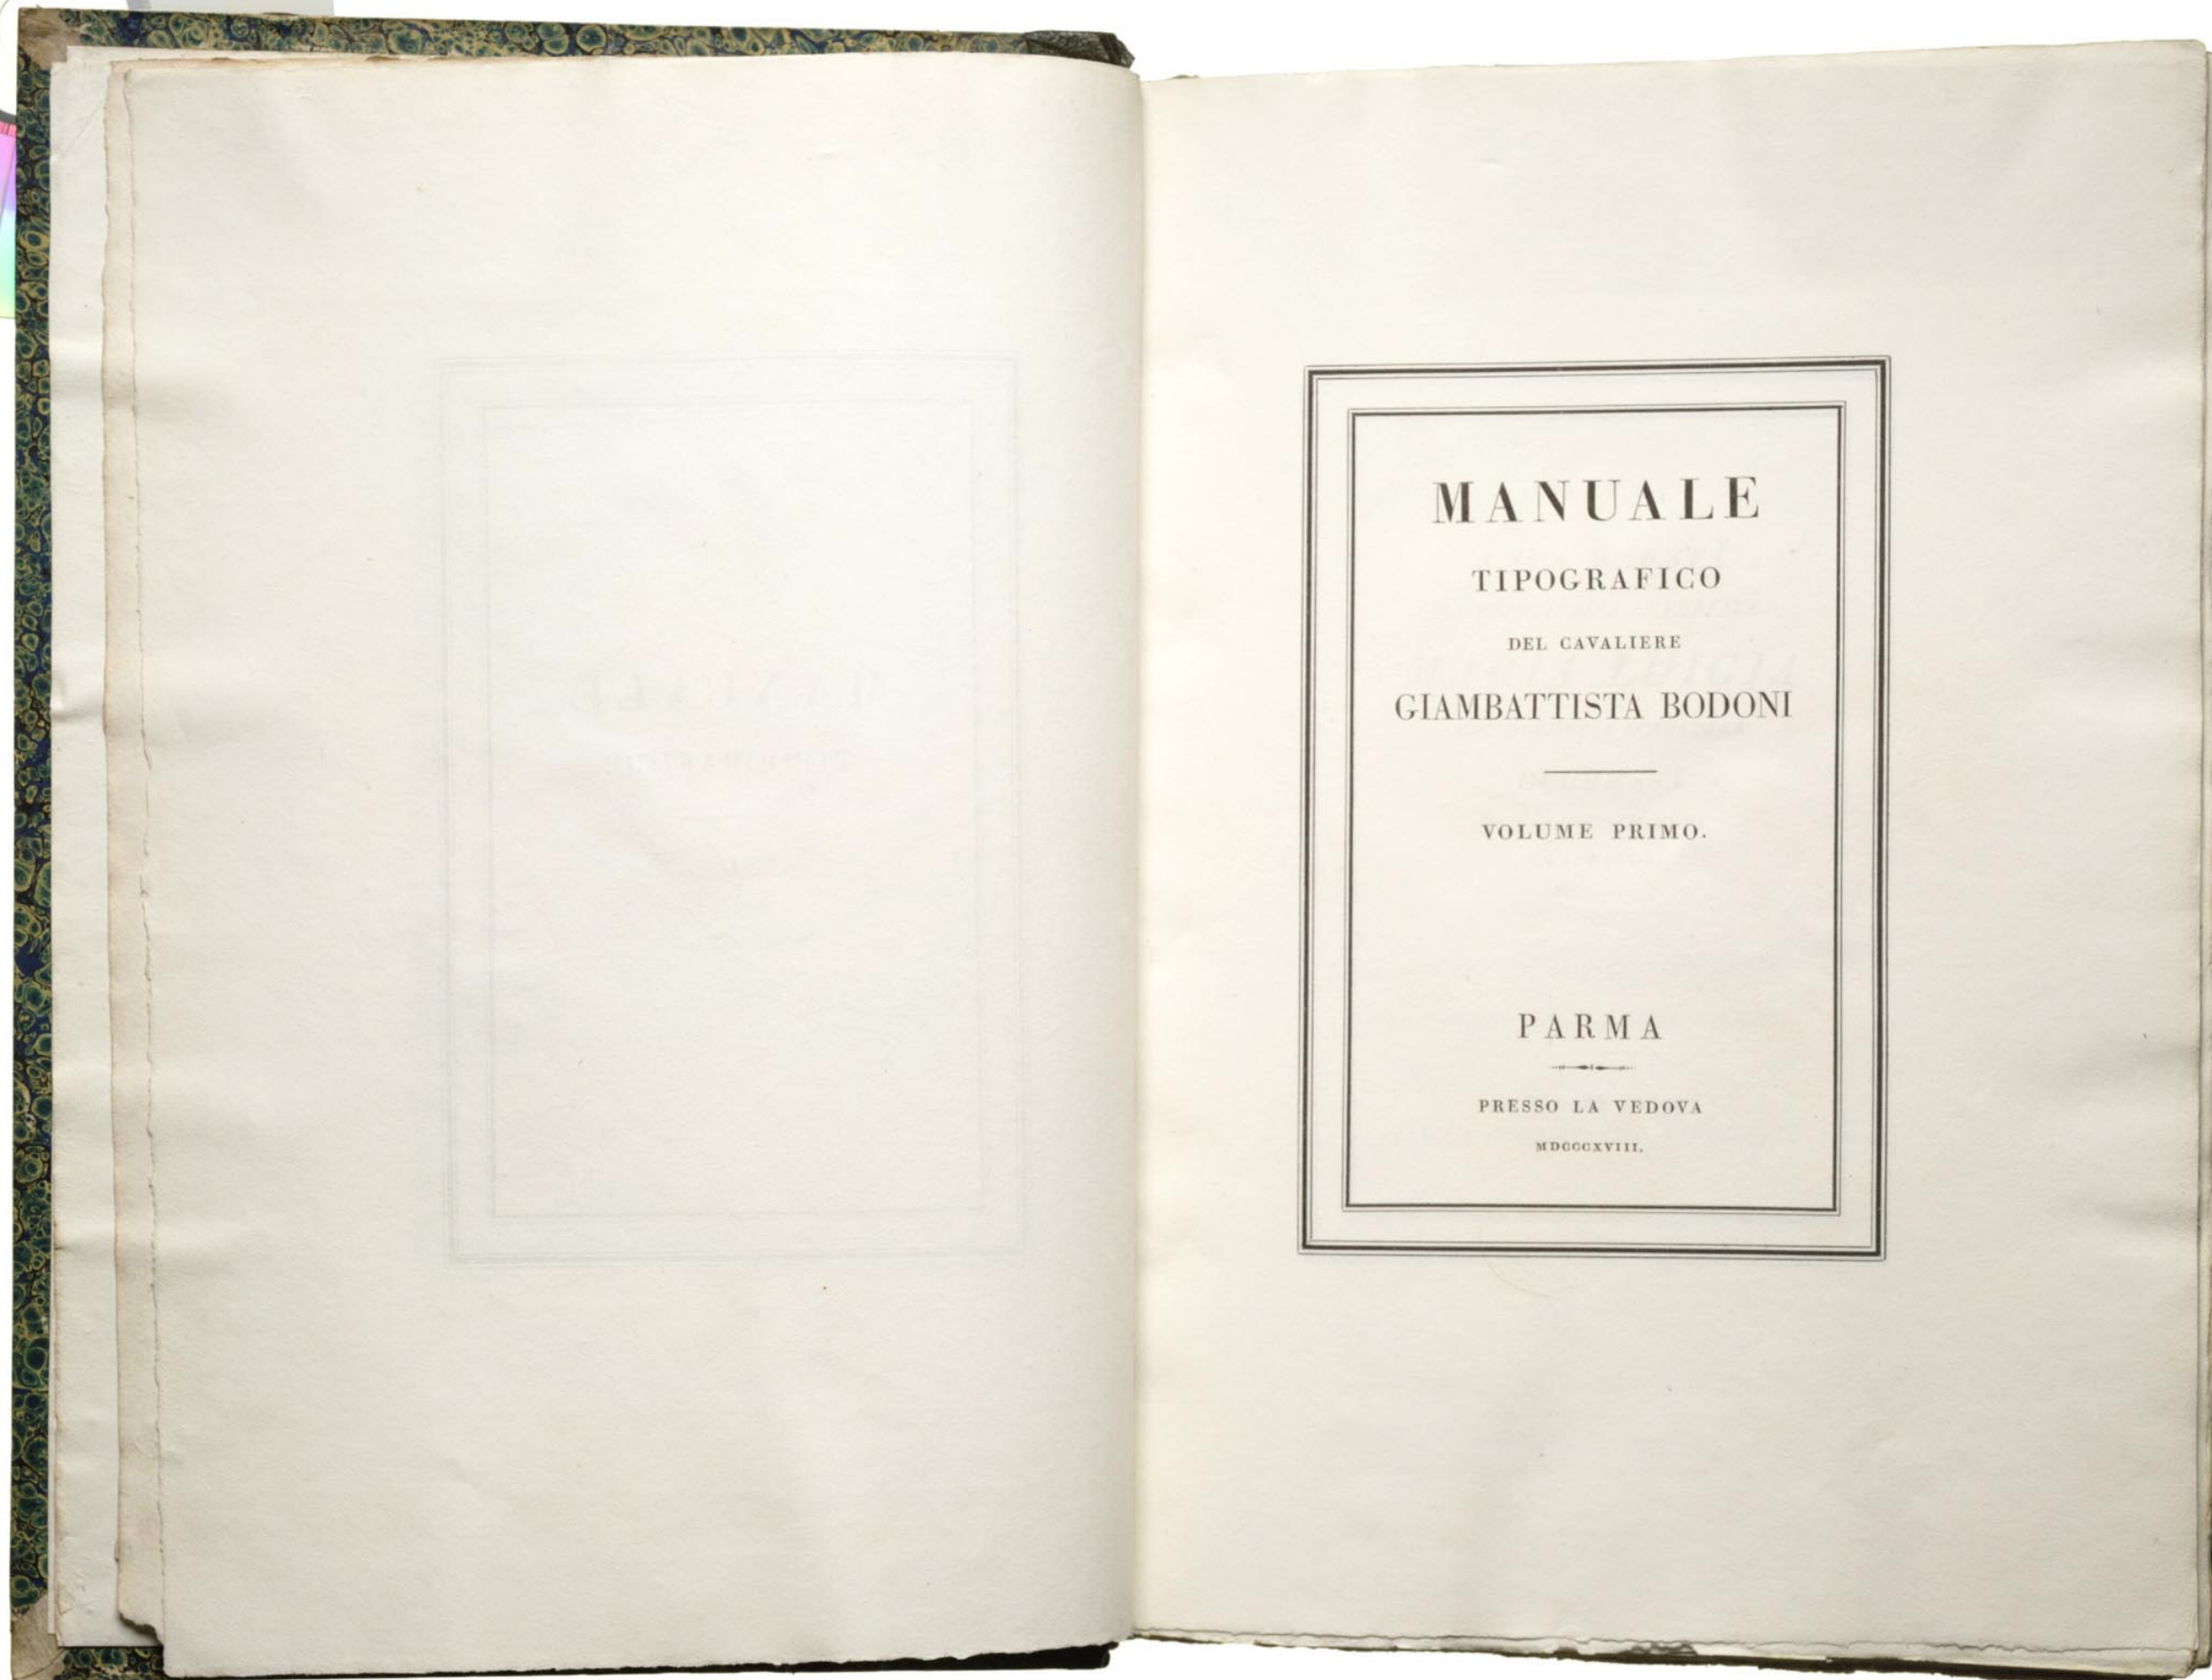 MANUALE
TIPOGRAFICO
DEL CAVALIERE
GIAMBATTISTA BODONI
VOLUME PRIMO.
PARMA
PRESSO LA VEDOVA
MDCCCXVIII.